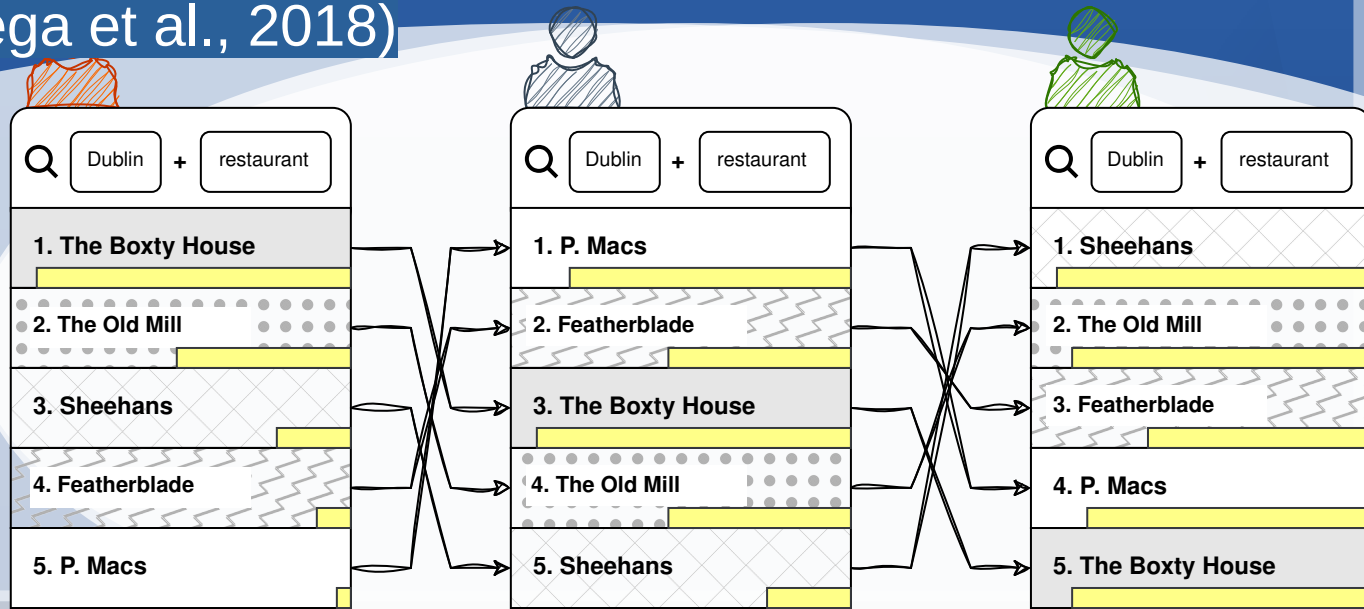 ega et al., 2018)
Dublin + restaurant
1. The Boxty House
2. The Old Mill
3. Sheehans
4. Featherblade
5. P. Macs
Dublin + restaurant
1. P. Macs
2. Featherblade
3. The Boxty House
4. The Old Mill
5. Sheehans
Dublin + restaurant
1. Sheehans
2. The Old Mill
3. Featherblade
4. P. Macs
5. The Boxty House